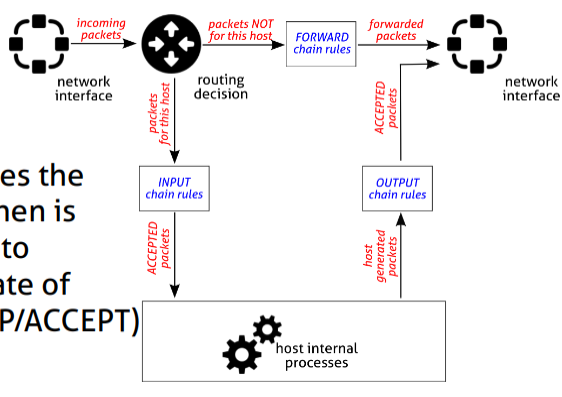 incoming
packets
packets NOT
for this host
FORWARD
chain rules
forwarded
packets
network
interface
routing
decision
network
interface
packets
for this host
ACCEPTED
packets
INPUT
chain rules
OUTPUT
chain rules
es the
en is
to
ate of
P/ACCEPT)
ACCEPTED
packets
host
generated
packets
host internal
processes